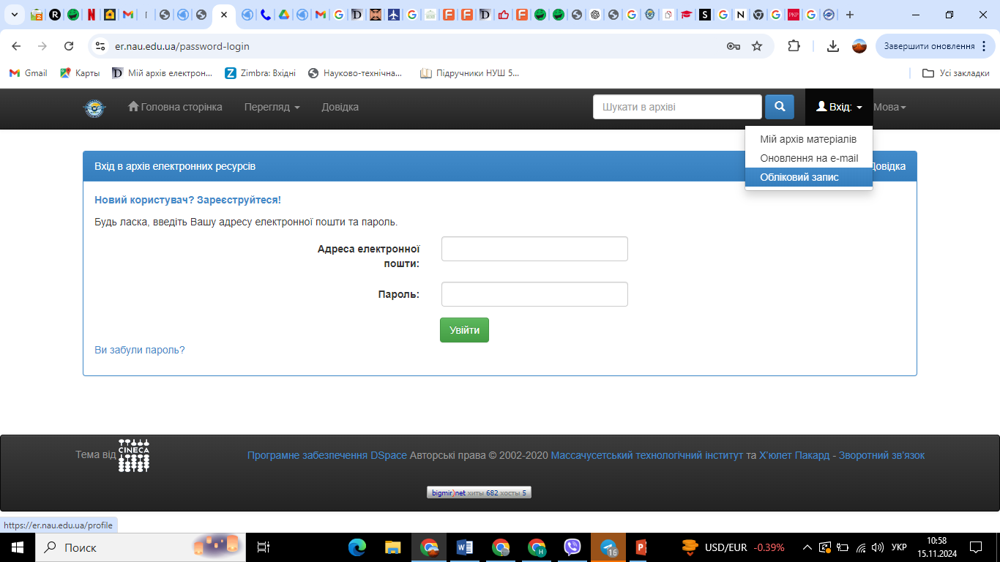 er.nau.edu.ua/password-login
Завершити оновлення
Gmail
Карты
Мій архів електрон...
Zimbra: Вхідні
Науково-технічна...
Підручники НУШ 5...
Усі закладки
Головна сторінка
Перегляд
Довідка
Шукати в архіві
Вхід:
Мова
Мій архів матеріалів
Оновлення на e-mail
Обліковий запис
Вхід в архів електронних ресурсів
Довідка
Новий користувач? Зареєструйтеся!
Будь ласка, введіть Вашу адресу електронної пошти та пароль.
Адреса електронної
пошти:
Пароль:
Увійти
Ви забули пароль?
Тема від
CINECA
Програмне забезпечення DSpace Авторські права © 2002-2020 Массачусетський технологічний інститут та Х’юлет Пакард - Зворотний зв’язок
bigmir)net хиты 682 хосты 5
https://er.nau.edu.ua/profile
Поиск
USD/EUR -0.39%
УКР
10:58
15.11.2024
16